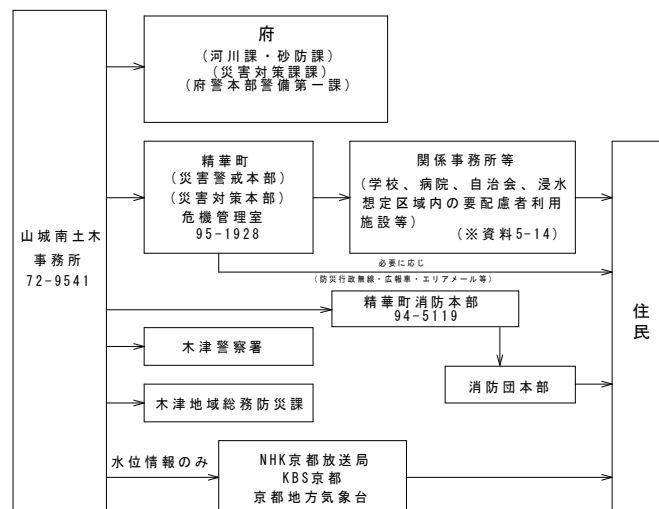 府
(河川課・砂防課)
(災害対策課課)
(府警本部警備第一課)
精華町
(災害警戒本部)
(災害対策本部)
危機管理室
95-1928
関係事務所等
(学校、病院、自治会、浸水
想定区域内の要配慮者利用
施設等)
(※資料5-14)
山城南土木
事務所
72-9541
必要に応じ
(防災行政無線・広報車・エリアメール等)
精華町消防本部
94-5119
住民
木津警察署
消防団本部
木津地域総務防災課
水位情報のみ
NHK京都放送局
KBS京都
京都地方気象台